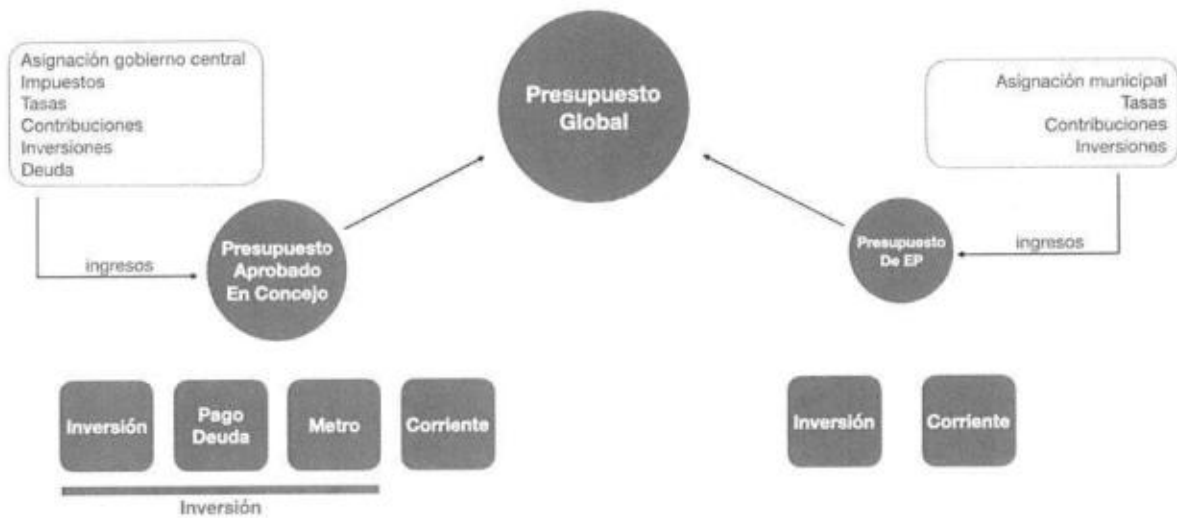 Asignación gobierno central
Impuestos
Tasas
Contribuciones
Inversiones
Deuda
Presupuesto
Global
Asignación municipal
Tasas
Contribuciones
Inversiones
ingresos
Presupuesto
Aprobado
En Concejo
Presupuesto
De EP
ingresos
Inversión
Pago
Deuda
Metro
Corriente
Inversión
Inversión
Corriente